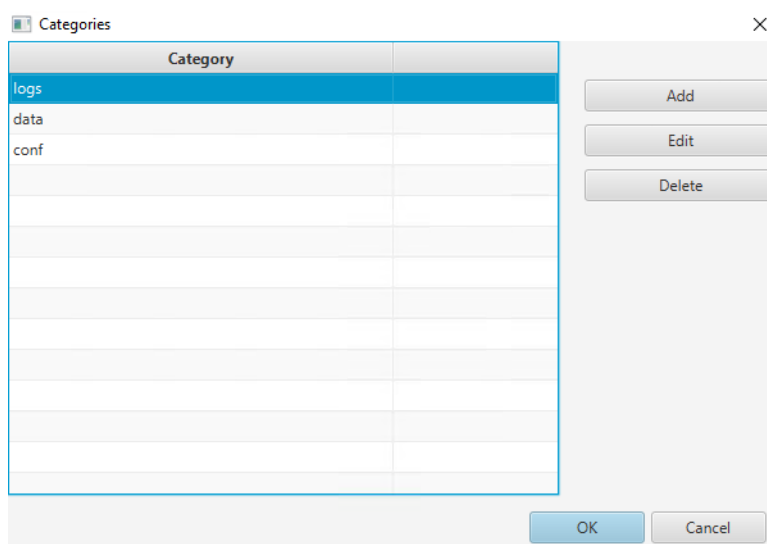 Categories
Category
logs
data
conf
Add
Edit
Delete
OK
Cancel